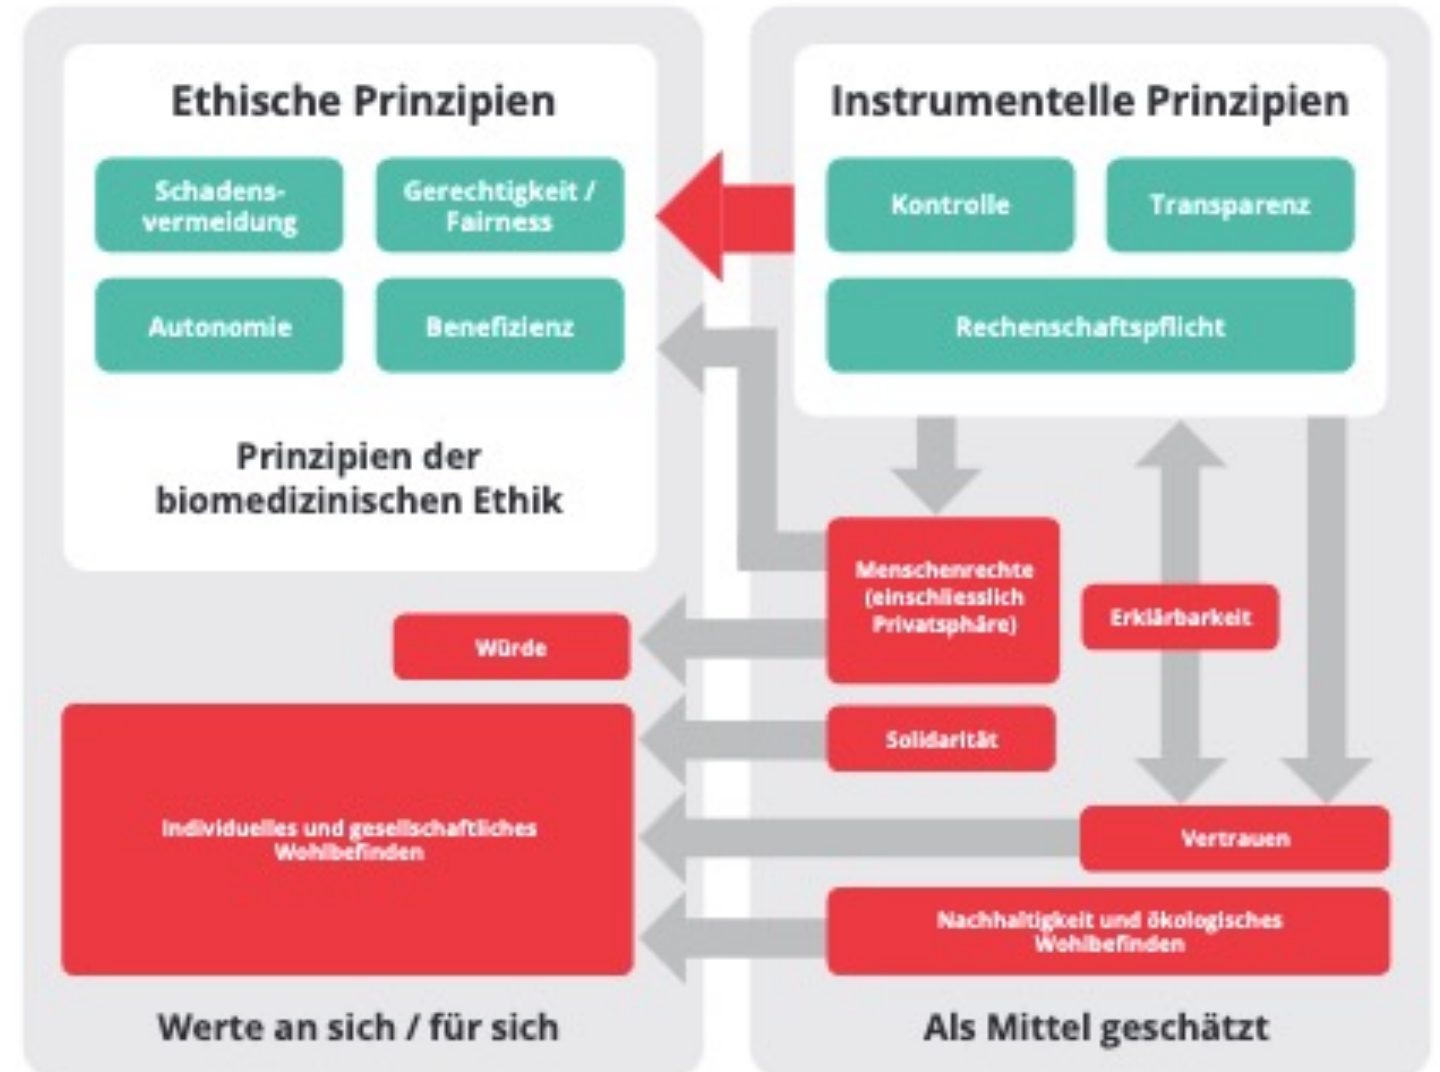 Ethische Prinzipien
Schadens-
vermeidung
Gerechtigkeit /
Fairness
Autonomie
Benefizienz
Prinzipien der
biomedizinischen Ethik
Würde
Individuelles und gesellschaftliches
Wohlbefinden
Werte an sich / für sich
Instrumentelle Prinzipien
Kontrolle
Transparenz
Rechenschaftspflicht
Menschenrechte
(einschliesslich
Privatsphäre)
Erklärbarkeit
Solidarität
Vertrauen
Nachhaltigkeit und ökologisches
Wohlbefinden
Als Mittel geschätzt